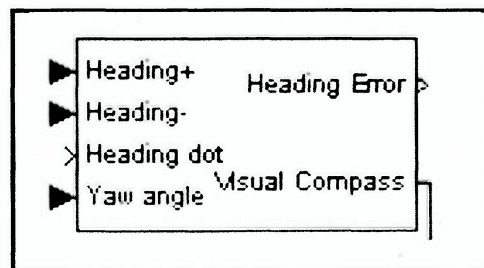 Heading+
Heading Error
Heading-
Heading dot
Visual Compass
Yaw angle